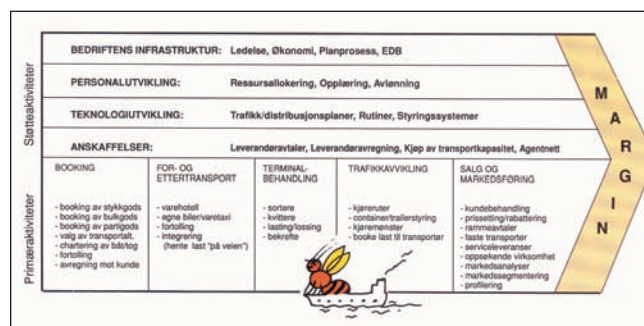 Støtteaktiviteter
BEDRIFTENS INFRASTRUKTUR: Ledelse, Økonomi, Planprosess, EDB
PERSONALUTVIKLING: Ressursallokering, Opplæring, Avlønning
TEKNOLOGIUTVIKLING: Trafikk/distribusjonsplaner, Rutiner, Styringssystemer
ANSKAFFELSER: Leverandøravtaler, Leverandøravregning, Kjøp av transportkapasitet, Agentnett
Primæraktiviteter
BOOKING
- booking av stykkgods
- booking av bulkgods
- booking av partigods
- valg av transportalt.
- chartering av båt/tog
- fortolling
- avregning mot kunde
FOR- OG
ETTERTRANSPORT
- varehotell
- egne biler/varetaxi
- fortolling
- integrering
(hente last "på veien")
TERMINAL-
BEHANDLING
- sortere
- kvittere
- lasting/lossing
- bekrefte
TRAFIKKAVVIKLING
- kjøreruter
- container/trailerstyring
- kjøremønster
- booke last til transportør
SALG OG
MARKEDSFØRING
- kundebehandling
- prissetting/rabattering
- rammeavtaler
- faste transporter
- serviceleveranser
- oppsøkende virksomhet
- markedsanalyser
- markedssegmentering
- profilering
MARGIN